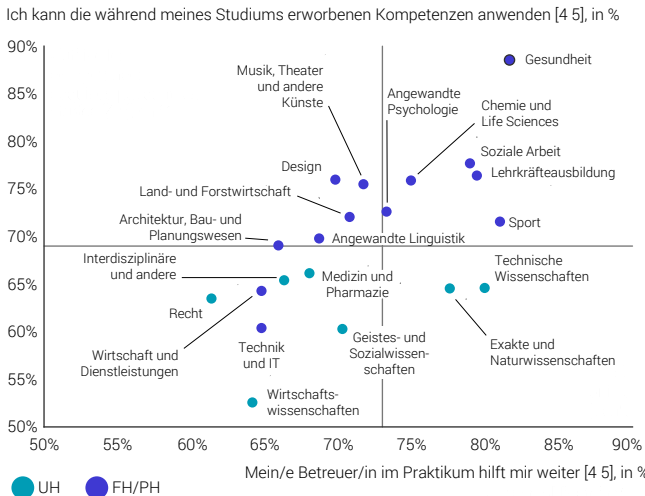 Ich kann die während meines Studiums erworbenen Kompetenzen anwenden [4 5], in %
90%
85%
80%
75%
70%
65%
60%
55%
50%
Gesundheit
Musik, Theater
und andere
Künste
Angewandte
Psychologie
Chemie und
Life Sciences
Soziale Arbeit
Lehrkräfteausbildung
Design
Land- und Forstwirtschaft
Architektur, Bau- und
Planungswesen
Angewandte Linguistik
Sport
Interdisziplinäre
und andere
Medizin und
Pharmazie
Technische
Wissenschaften
Recht
Wirtschaft und
Dienstleistungen
Technik
und IT
Geistes- und
Sozialwissen-
schaften
Exakte und
Naturwissenschaften
Wirtschafts-
wissenschaften
50%
55%
60%
65%
70%
75%
80%
85%
90%
Mein/e Betreuer/in im Praktikum hilft mir weiter [4 5], in %
UH
FH/PH